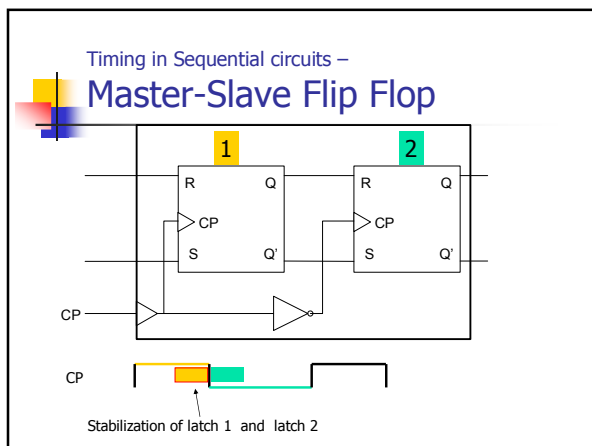 Timing in Sequential circuits –
Master-Slave Flip Flop
1 2
R Q R Q
CP CP
S Q' S Q'
CP
CP
Stabilization of latch 1 and latch 2